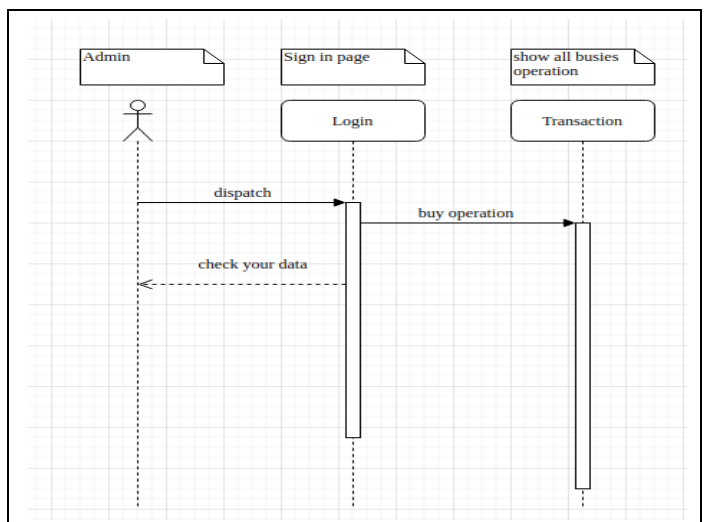 Admin
Sign in page
show all busies
operation
Login
Transaction
dispatch
buy operation
check your data